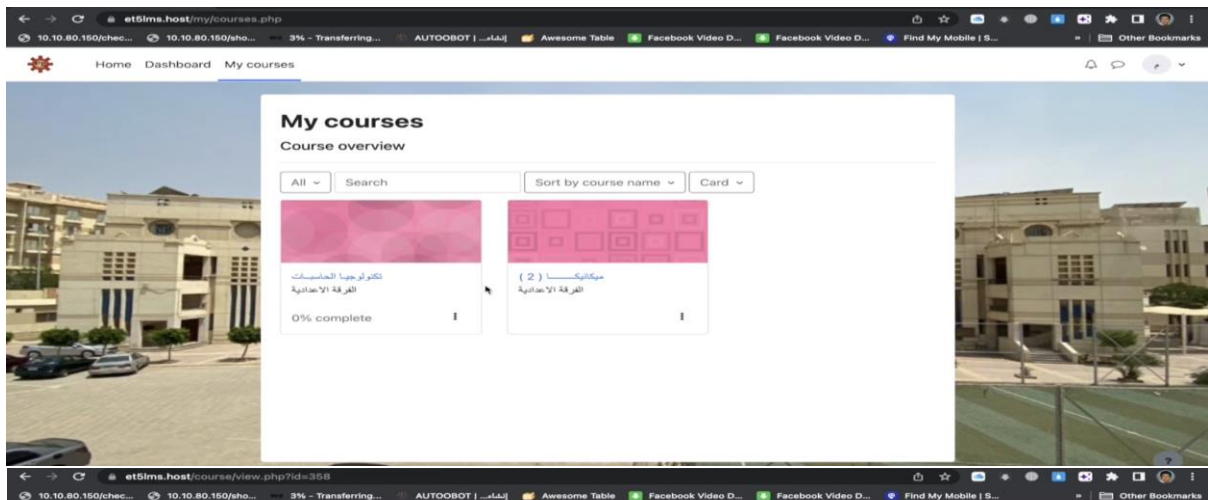 et5lms.host/my/courses.php
10.10.80.150/chec... 10.10.80.150/sho... 3% - Transferring... AUTOOBOT | ...إنشاء Awesome Table Facebook Video D... Facebook Video D... Find My Mobile | S... » Other Bookmarks
Home Dashboard My courses م
My courses
Course overview
All Search Sort by course name Card
تكنولوجيا الحاسبات
الفرقة الاعدادية
0% complete
ميكانيكـــــــا ( 2 )
الفرقة الاعدادية
?
et5lms.host/course/view.php?id=358
10.10.80.150/chec... 10.10.80.150/sho... 3% - Transferring... AUTOOBOT | ...إنشاء Awesome Table Facebook Video D... Facebook Video D... Find My Mobile | S... » Other Bookmarks